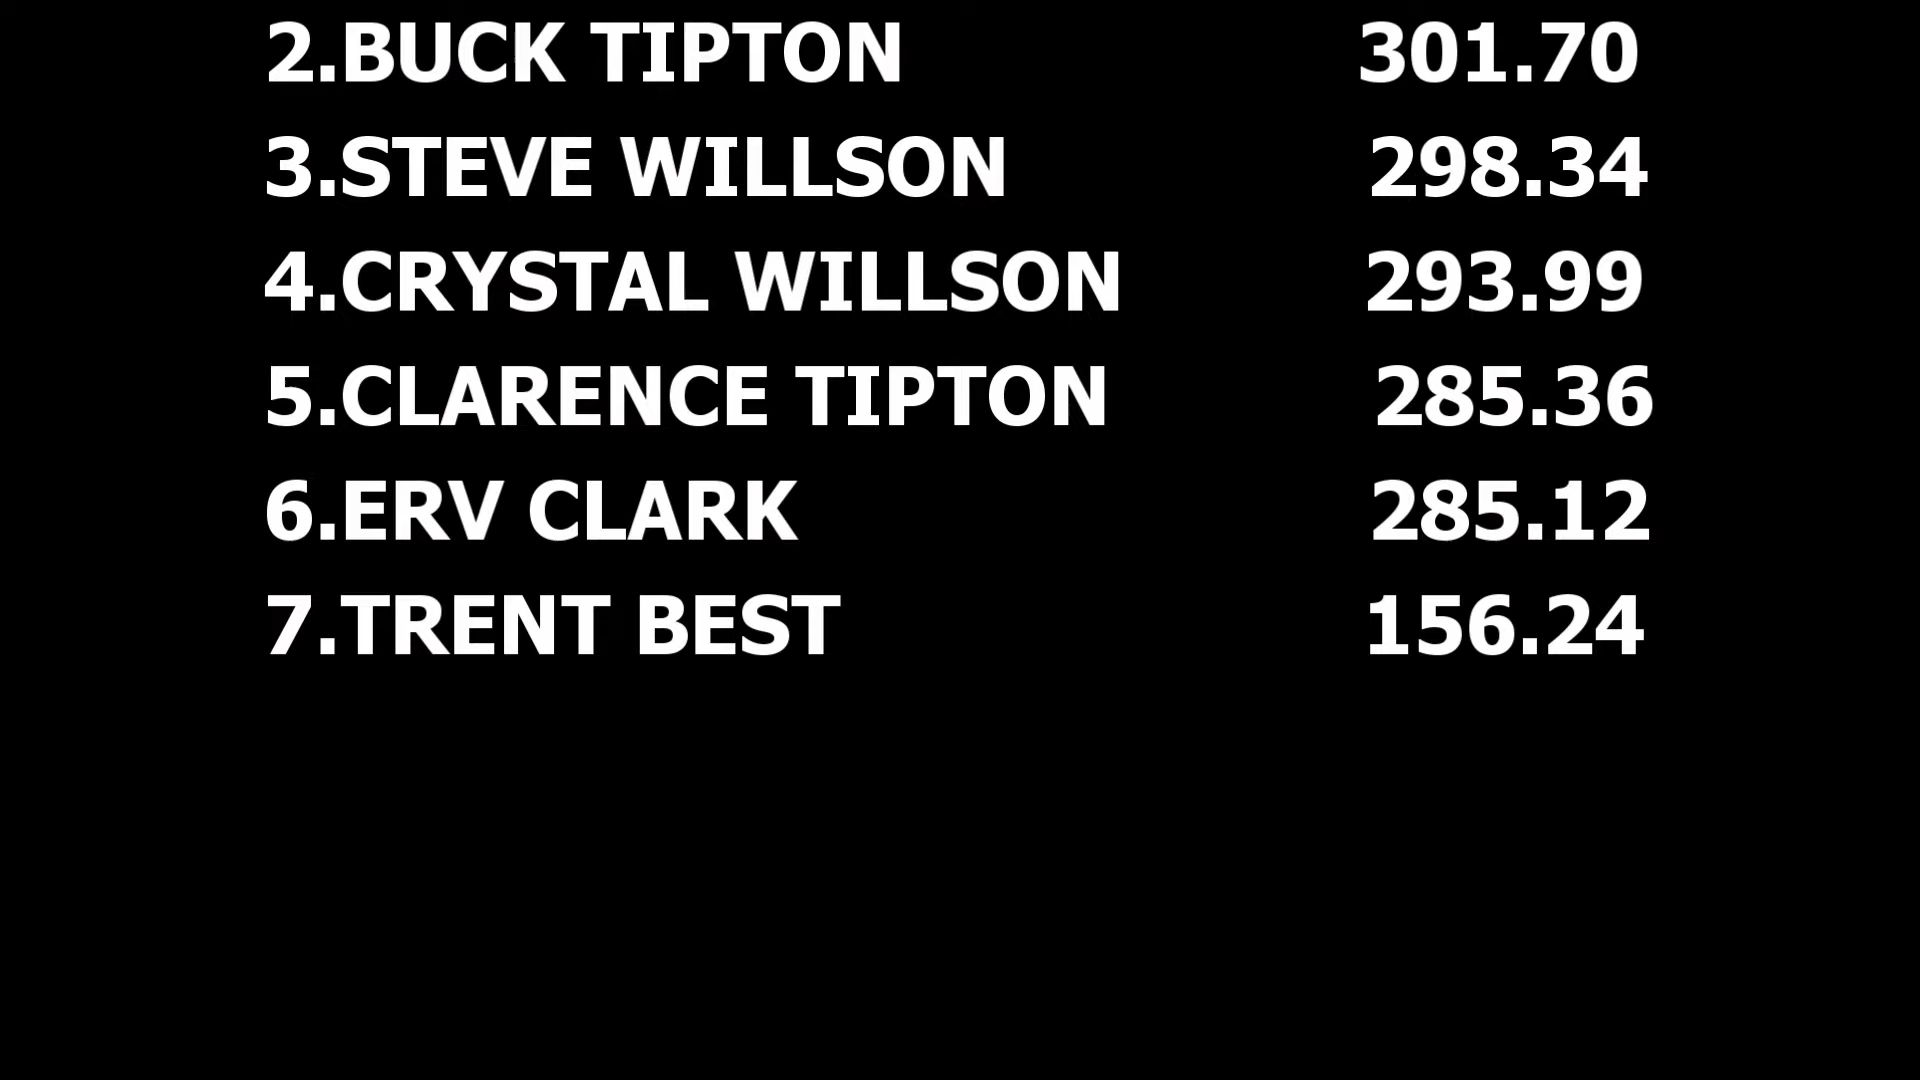 2.BUCK TIPTON 301.70
3.STEVE WILLSON 298.34
4.CRYSTAL WILLSON 293.99
5.CLARENCE TIPTON 285.36
6.ERV CLARK 285.12
7.TRENT BEST 156.24